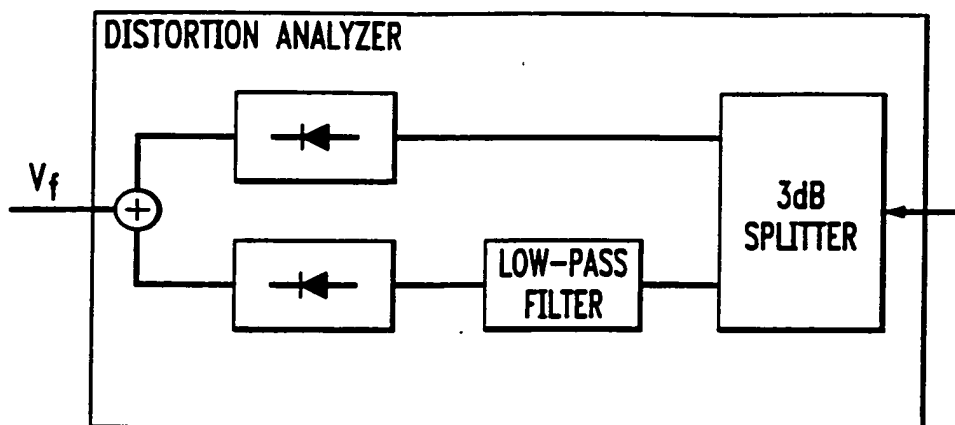 DISTORTION ANALYZER
Vf
+
3dB
SPLITTER
LOW-PASS
FILTER